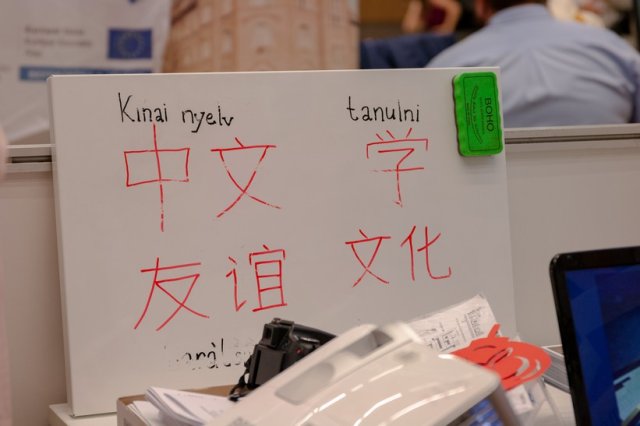 Kínai nyelv tanulni
中文 学
友谊 文化
BOHO